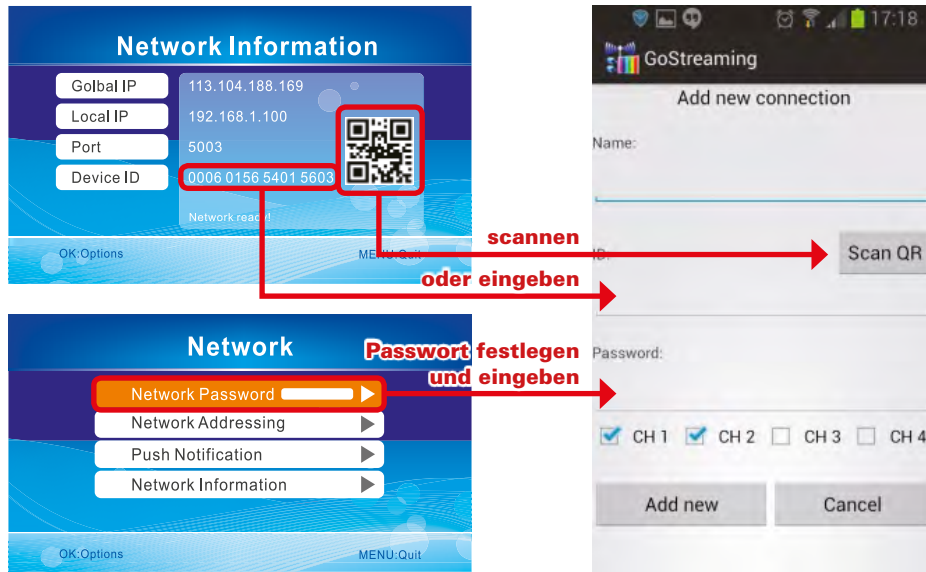 Network Information
Golbal IP 113.104.188.169
Local IP 192.168.1.100
Port 5003
Device ID 0006 0156 5401 5603
Network ready!
OK:Options MENU:Quit
scannen
oder eingeben
Network
Network Password
Network Addressing
Push Notification
Network Information
OK:Options MENU:Quit
Passwort festlegen
und eingeben
17:18
GoStreaming
Add new connection
Name:
ID:
Scan QR
Password:
CH 1 CH 2 CH 3 CH 4
Add new Cancel